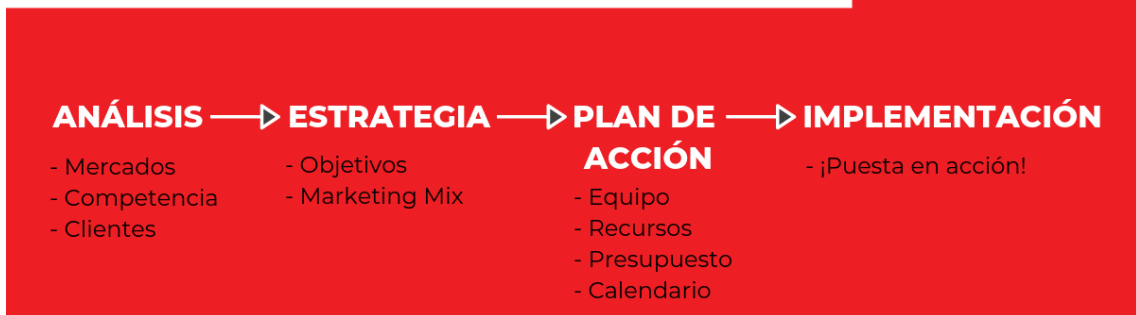 ANÁLISIS
- Mercados
- Competencia
- Clientes
ESTRATEGIA
- Objetivos
- Marketing Mix
PLAN DE
ACCIÓN
- Equipo
- Recursos
- Presupuesto
- Calendario
IMPLEMENTACIÓN
- ¡Puesta en acción!